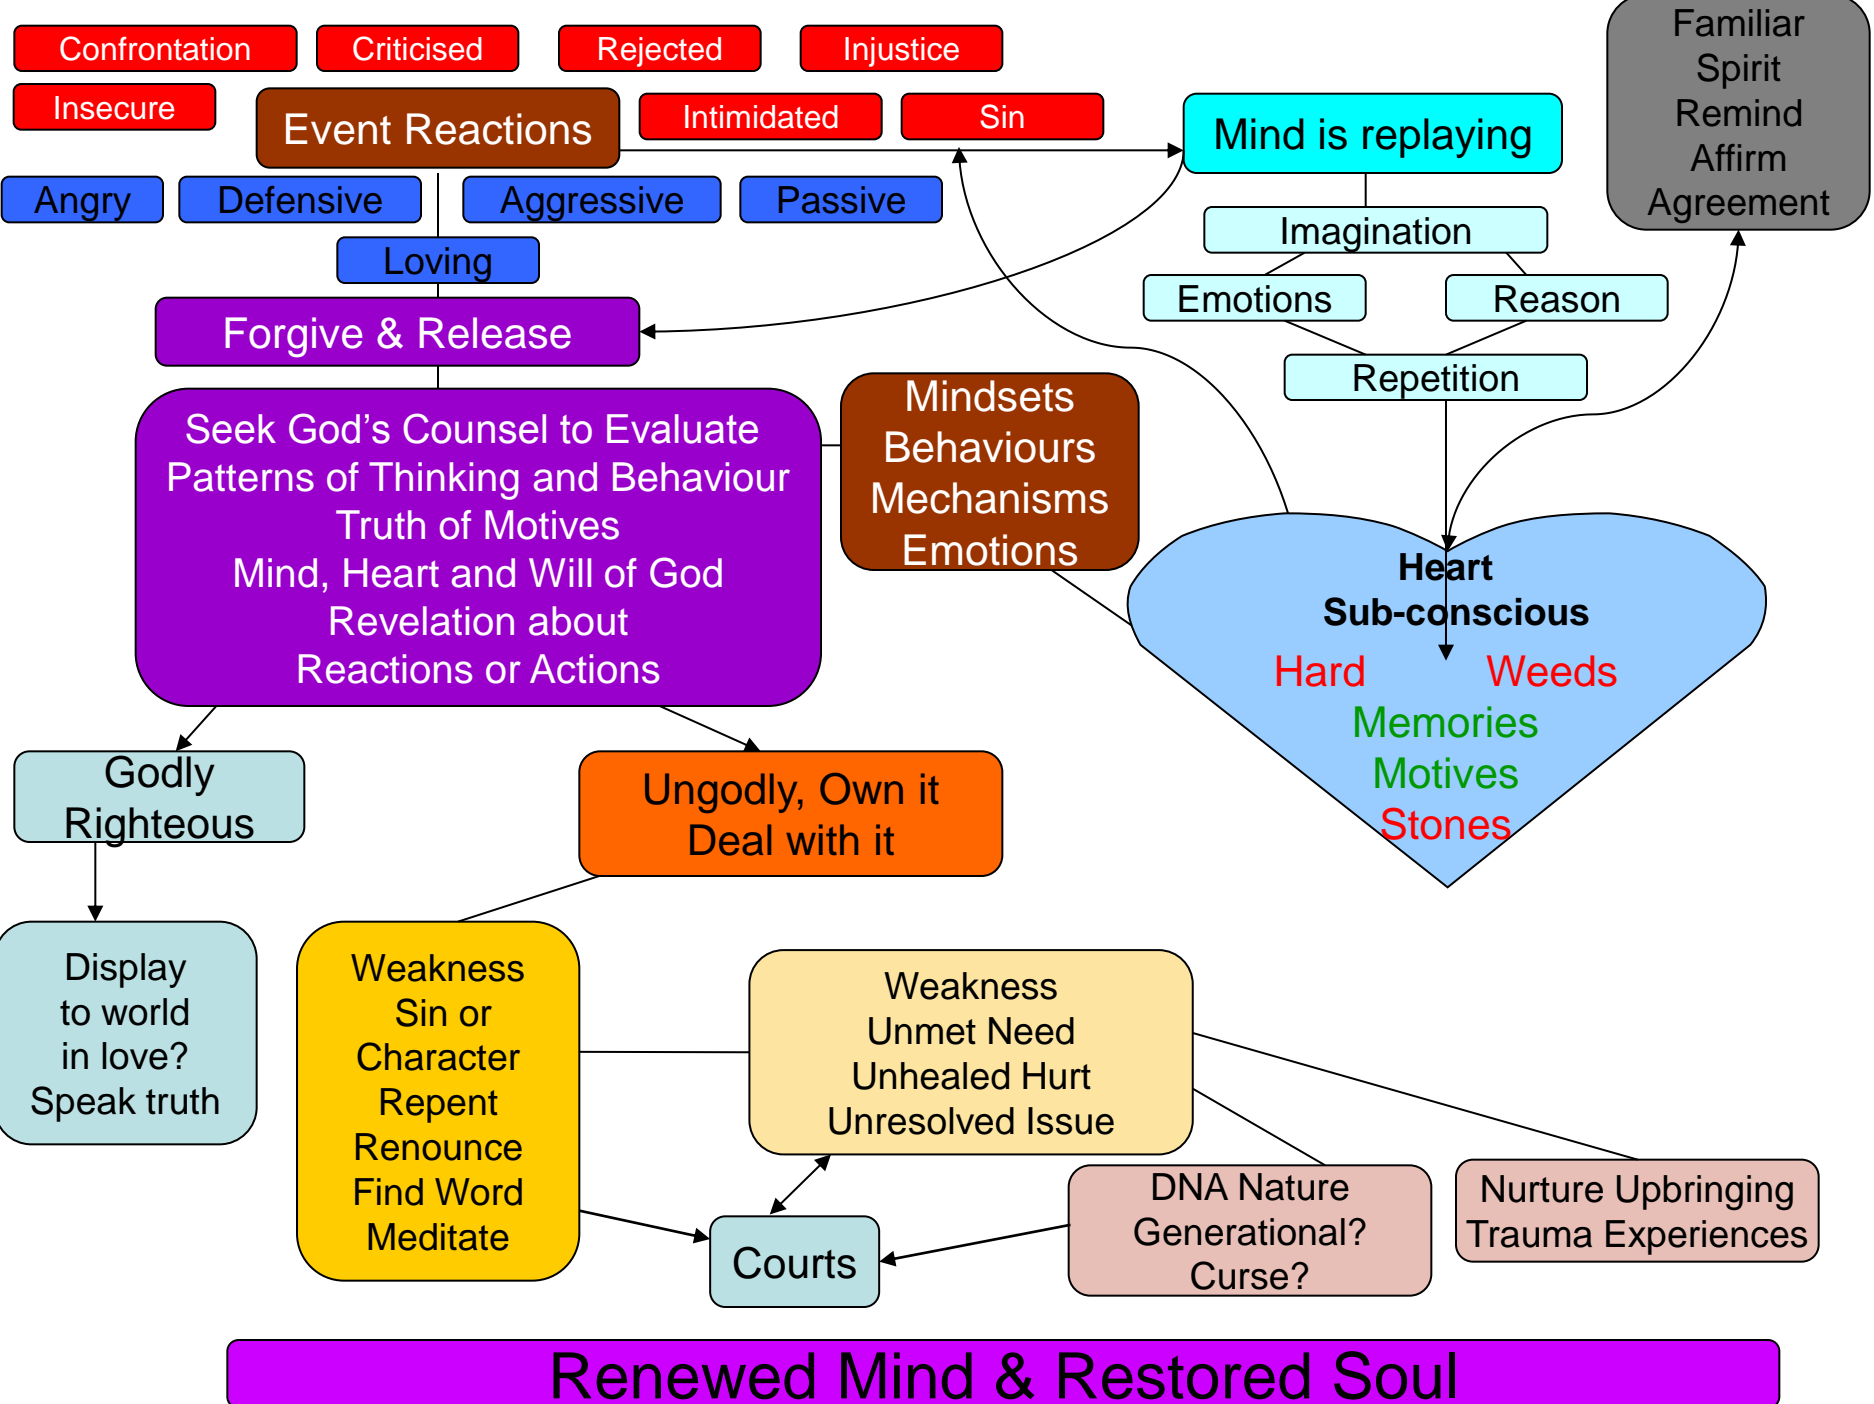 Confrontation
Criticised
Rejected
Injustice
Insecure
Event Reactions
Intimidated
Sin
Mind is replaying
Familiar
Spirit
Remind
Affirm
Agreement
Angry
Defensive
Aggressive
Passive
Loving
Imagination
Emotions
Reason
Repetition
Forgive & Release
Seek God’s Counsel to Evaluate
Patterns of Thinking and Behaviour
Truth of Motives
Mind, Heart and Will of God
Revelation about
Reactions or Actions
Mindsets
Behaviours
Mechanisms
Emotions
Heart
Sub-conscious
Hard Weeds
Memories
Motives
Stones
Godly
Righteous
Ungodly, Own it
Deal with it
Display
to world
in love?
Speak truth
Weakness
Sin or
Character
Repent
Renounce
Find Word
Meditate
Weakness
Unmet Need
Unhealed Hurt
Unresolved Issue
Courts
DNA Nature
Generational?
Curse?
Nurture Upbringing
Trauma Experiences
Renewed Mind & Restored Soul